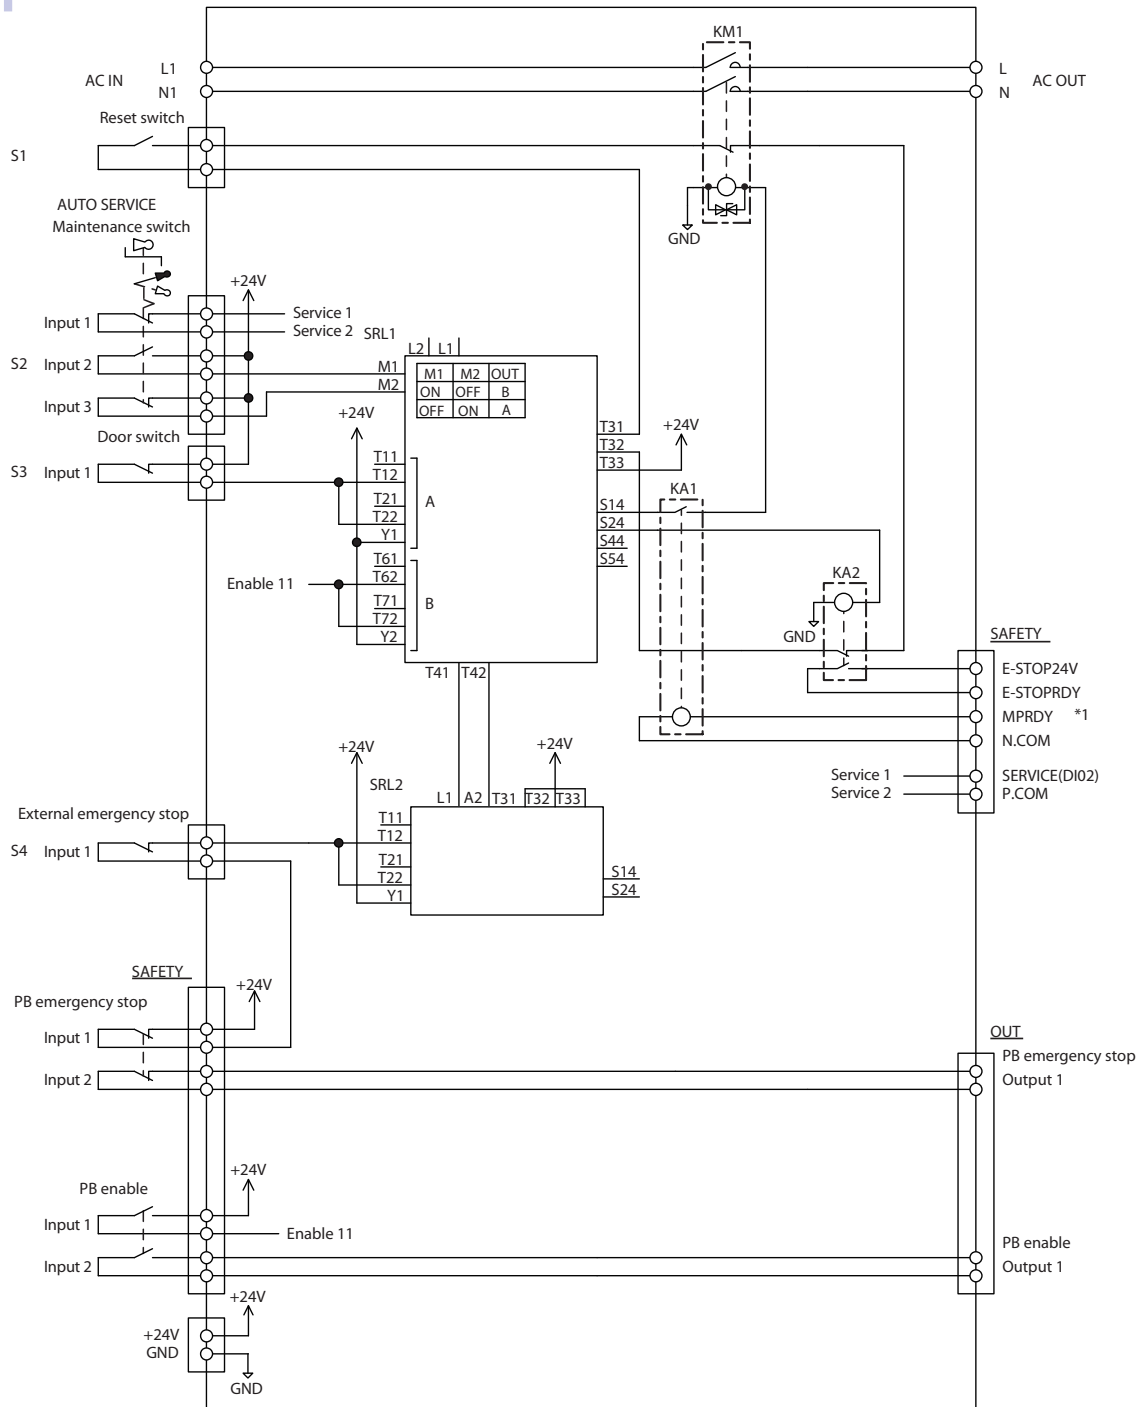 KM1
L1
L
AC IN
AC OUT
N1
N
Reset switch
S1
AUTO SERVICE
Maintenance switch
GND
+24V
Input 1
Service 1
Service 2
SRL1
L2 L1
S2 Input 2
M1
M1 M2 OUT
M2
ON OFF B
Input 3
OFF ON A
+24V
Door switch
T31
+24V
T32
T33
S3 Input 1
T11
T12
KA1
T21
A
S14
T22
S24
Y1
S44
T61
S54
Enable 11
T62
KA2
T71
B
T72
Y2
GND
SAFETY
T41 T42
E-STOP24V
E-STOPRDY
MPRDY *1
N.COM
+24V
+24V
Service 1
SERVICE(DI02)
SRL2
Service 2
P.COM
L1 A2 T31 T32 T33
External emergency stop
T11
T12
S4 Input 1
T21
T22
S14
Y1
S24
SAFETY
+24V
PB emergency stop
Input 1
OUT
PB emergency stop
Input 2
Output 1
+24V
PB enable
Input 1
Enable 11
PB enable
Input 2
Output 1
+24V
+24V
GND
GND